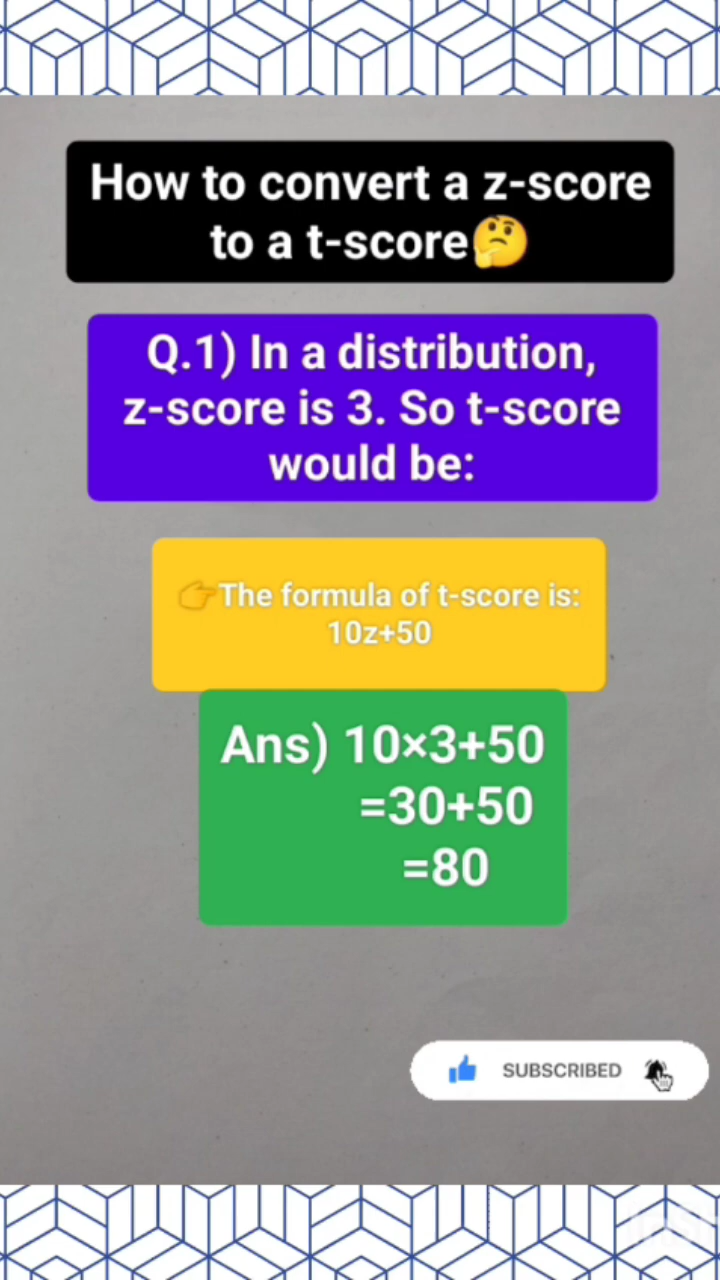 How to convert a z-score
to a t-score🤔
Q.1) In a distribution,
z-score is 3. So t-score
would be:
👉The formula of t-score is:
10z+50
Ans) 10×3+50
=30+50
=80
SUBSCRIBED